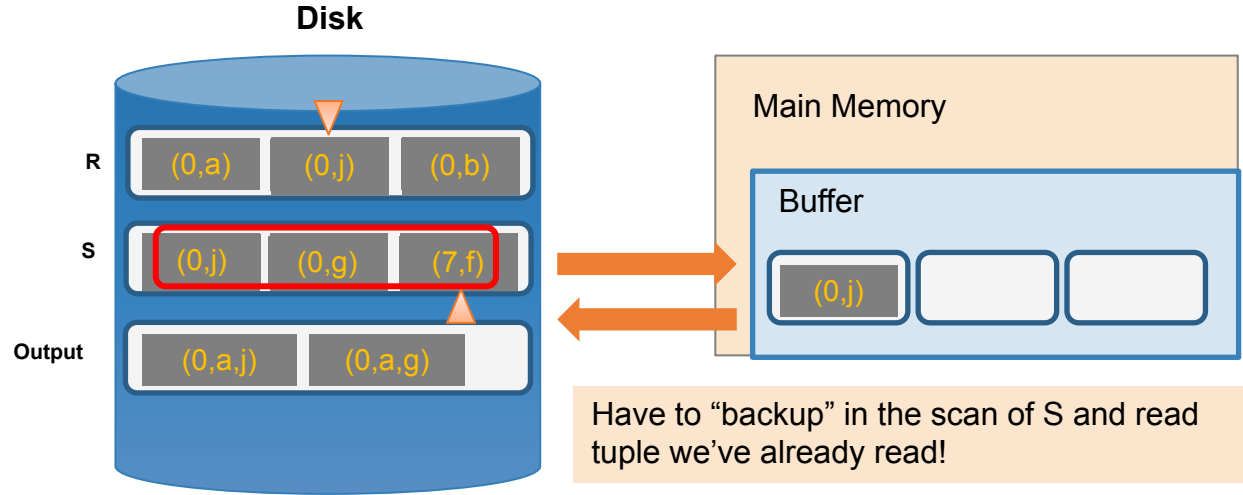 Disk
R
(0,a) (0,j) (0,b)
S
(0,j) (0,g) (7,f)
Output
(0,a,j) (0,a,g)
Main Memory
Buffer
(0,j)
Have to “backup” in the scan of S and read
tuple we’ve already read!